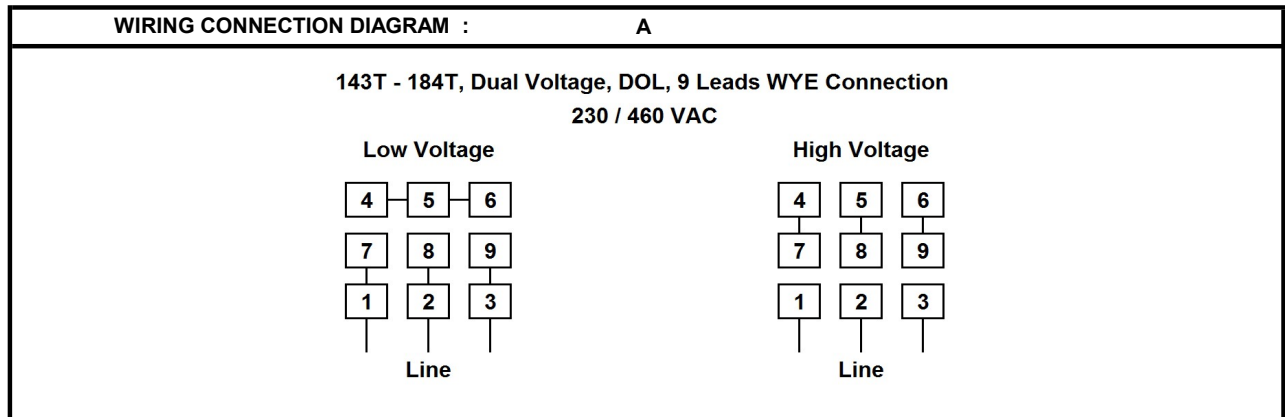 WIRING CONNECTION DIAGRAM : A
143T - 184T, Dual Voltage, DOL, 9 Leads WYE Connection
230 / 460 VAC
Low Voltage High Voltage
4 5 6 4 5 6
7 8 9 7 8 9
1 2 3 1 2 3
Line Line